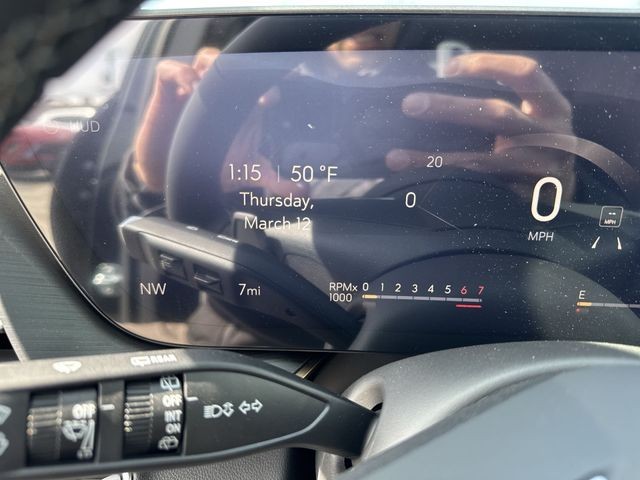 HUD
1:15 | 50 °F
Thursday,
March 12
20
0
0
MPH
--
MPH
NW
7mi
RPMx
1000
0 1 2 3 4 5 6 7
E
REAR
OFF
OFF
INT
ON